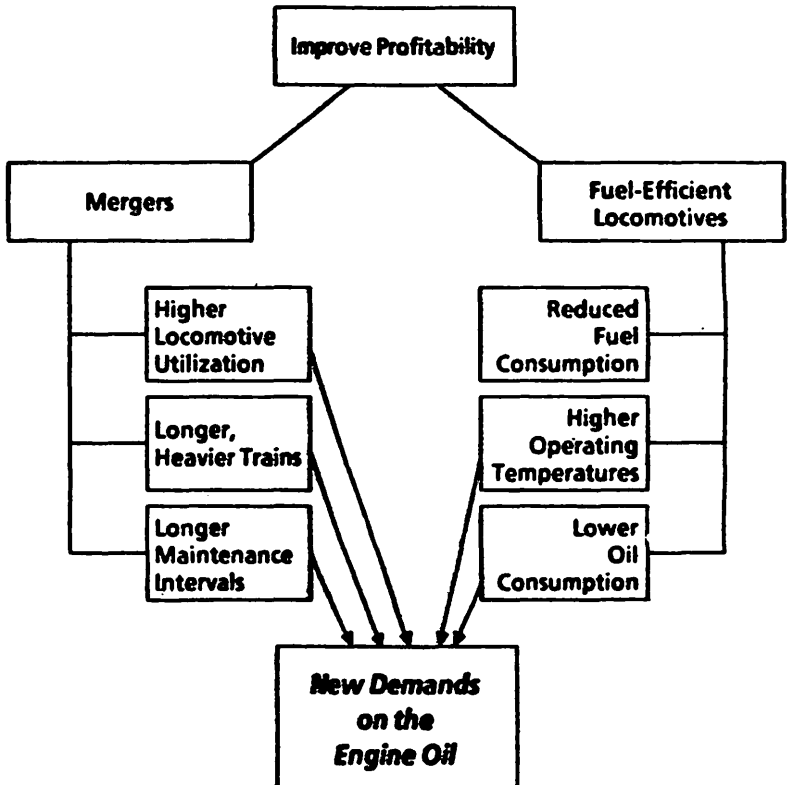 Improve Profitability
Mergers
Fuel-Efficient
Locomotives
Higher
Locomotive
Utilization
Longer,
Heavier Trains
Longer
Maintenance
Intervals
Reduced
Fuel
Consumption
Higher
Operating
Temperatures
Lower
Oil
Consumption
New Demands
on the
Engine Oil